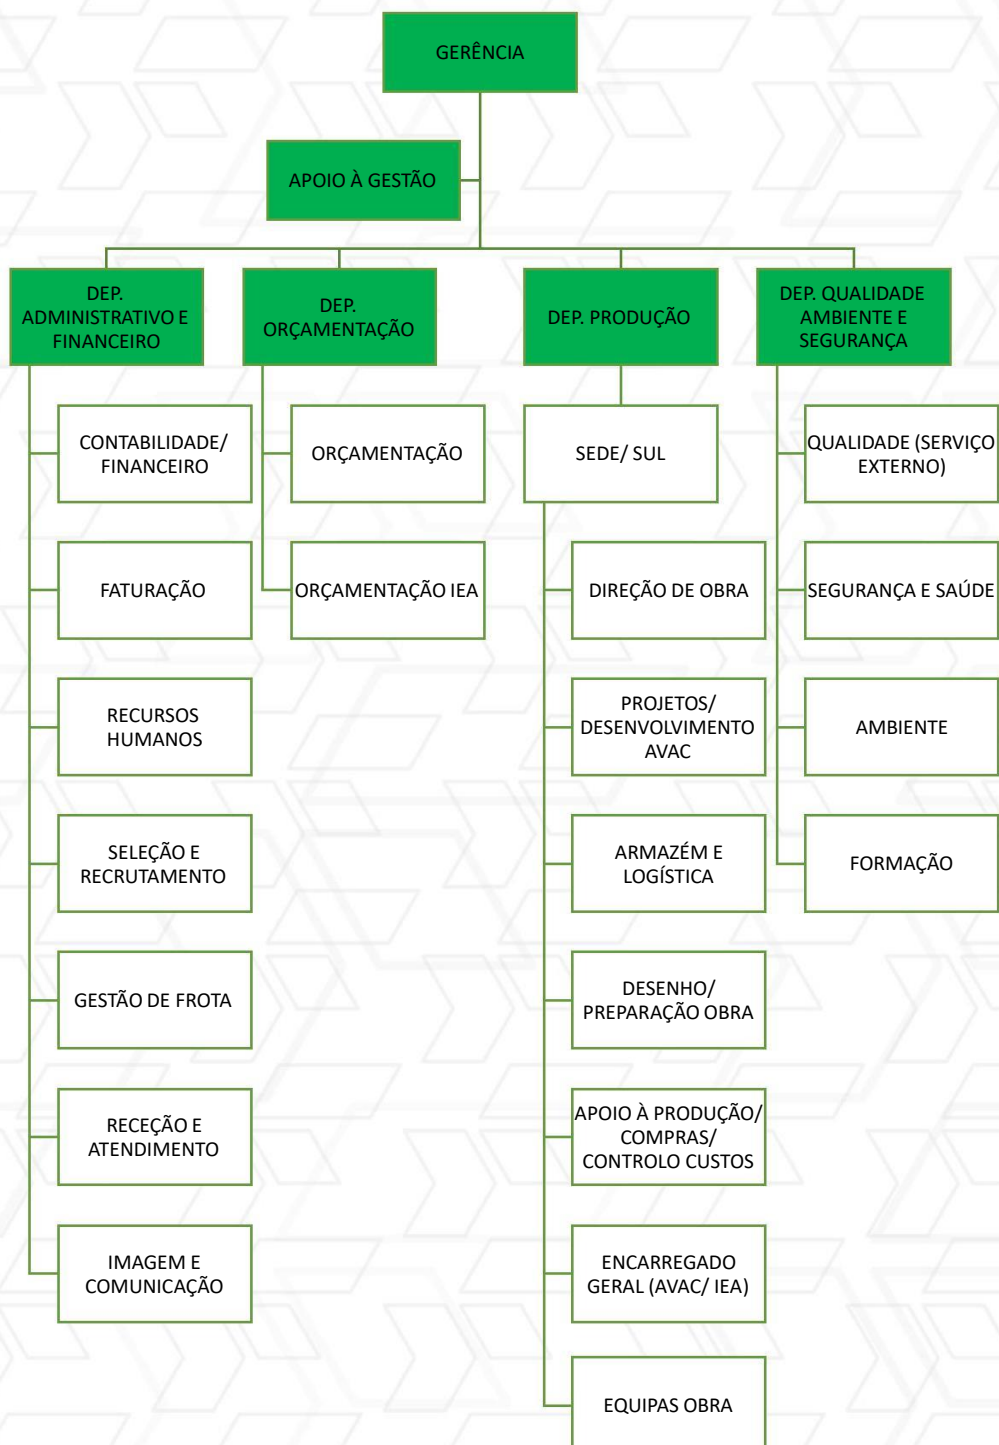 GERÊNCIA
APOIO À GESTÃO
DEP.
ADMINISTRATIVO E
FINANCEIRO
DEP.
ORÇAMENTAÇÃO
DEP. PRODUÇÃO
DEP. QUALIDADE
AMBIENTE E
SEGURANÇA
CONTABILIDADE/
FINANCEIRO
FATURAÇÃO
RECURSOS
HUMANOS
SELEÇÃO E
RECRUTAMENTO
GESTÃO DE FROTA
RECEÇÃO E
ATENDIMENTO
IMAGEM E
COMUNICAÇÃO
ORÇAMENTAÇÃO
ORÇAMENTAÇÃO IEA
SEDE/ SUL
DIREÇÃO DE OBRA
PROJETOS/
DESENVOLVIMENTO
AVAC
ARMAZÉM E
LOGÍSTICA
DESENHO/
PREPARAÇÃO OBRA
APOIO À PRODUÇÃO/
COMPRAS/
CONTROLO CUSTOS
ENCARREGADO
GERAL (AVAC/ IEA)
EQUIPAS OBRA
QUALIDADE (SERVIÇO
EXTERNO)
SEGURANÇA E SAÚDE
AMBIENTE
FORMAÇÃO